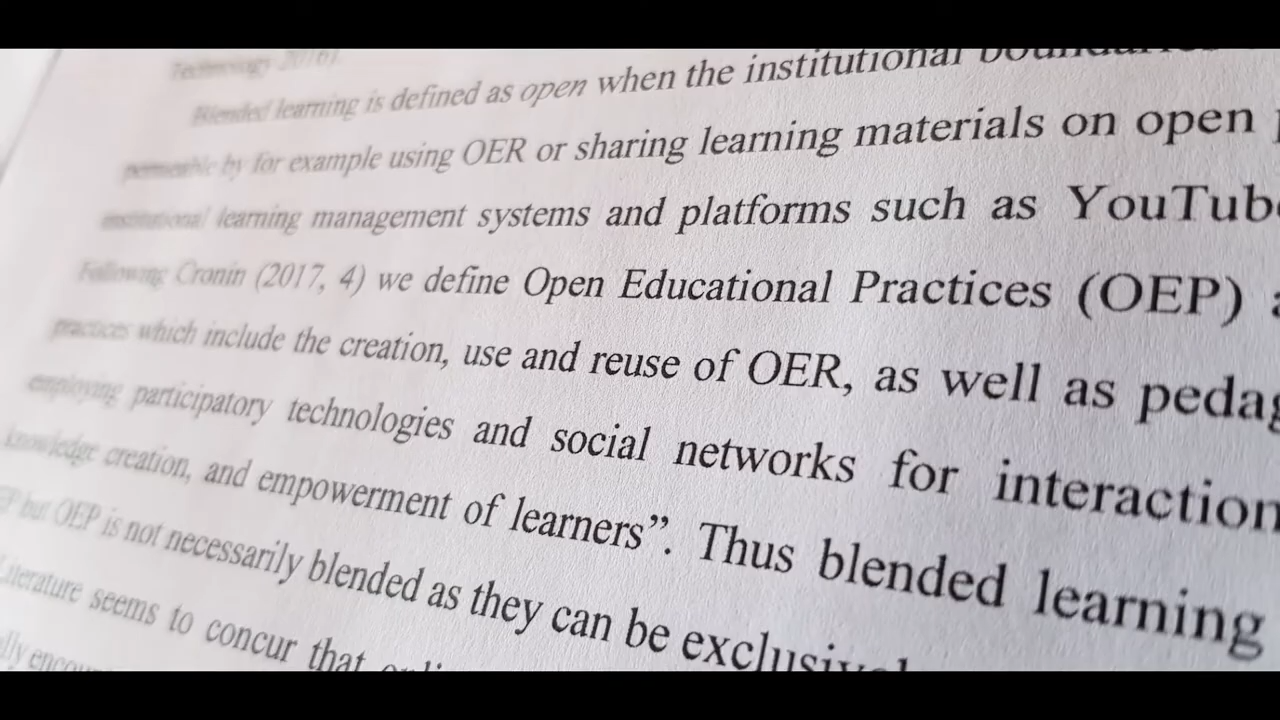 Technology 2016).
Blended learning is defined as open when the institutional
permeable by for example using OER or sharing learning materials on open
institutional learning management systems and platforms such as YouTub
Following Cronin (2017, 4) we define Open Educational Practices (OEP)
practices which include the creation, use and reuse of OER, as well as pedag
employing participatory technologies and social networks for interaction
knowledge creation, and empowerment of learners”. Thus blended learning
but OEP is not necessarily blended as they can be
Literature seems to concur that